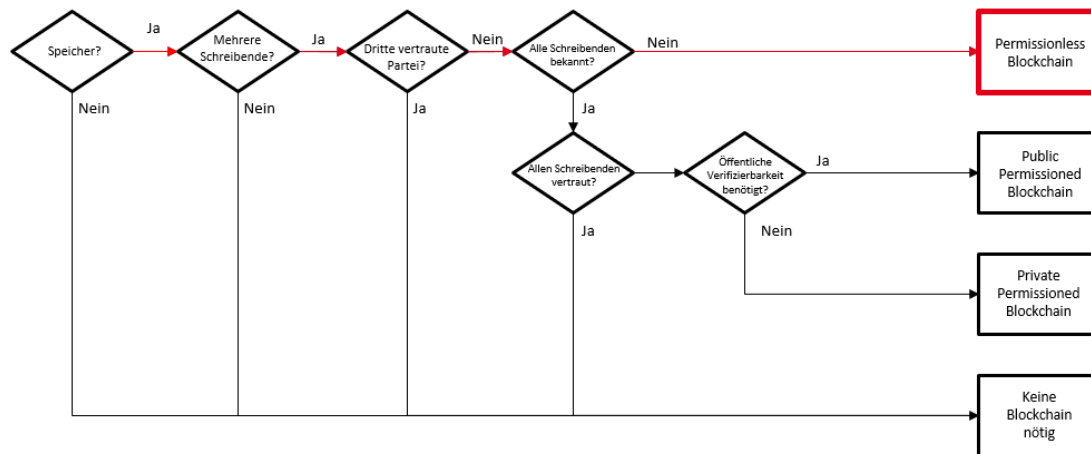 Speicher?
Ja
Mehrere
Schreibende?
Ja
Dritte vertraute
Partei?
Nein
Alle Schreibenden
bekannt?
Nein
Permissionless
Blockchain
Nein
Nein
Ja
Ja
Allen Schreibenden
vertraut?
Öffentliche
Verifizierbarkeit
benötigt?
Ja
Public
Permissioned
Blockchain
Ja
Nein
Private
Permissioned
Blockchain
Keine
Blockchain
nötig